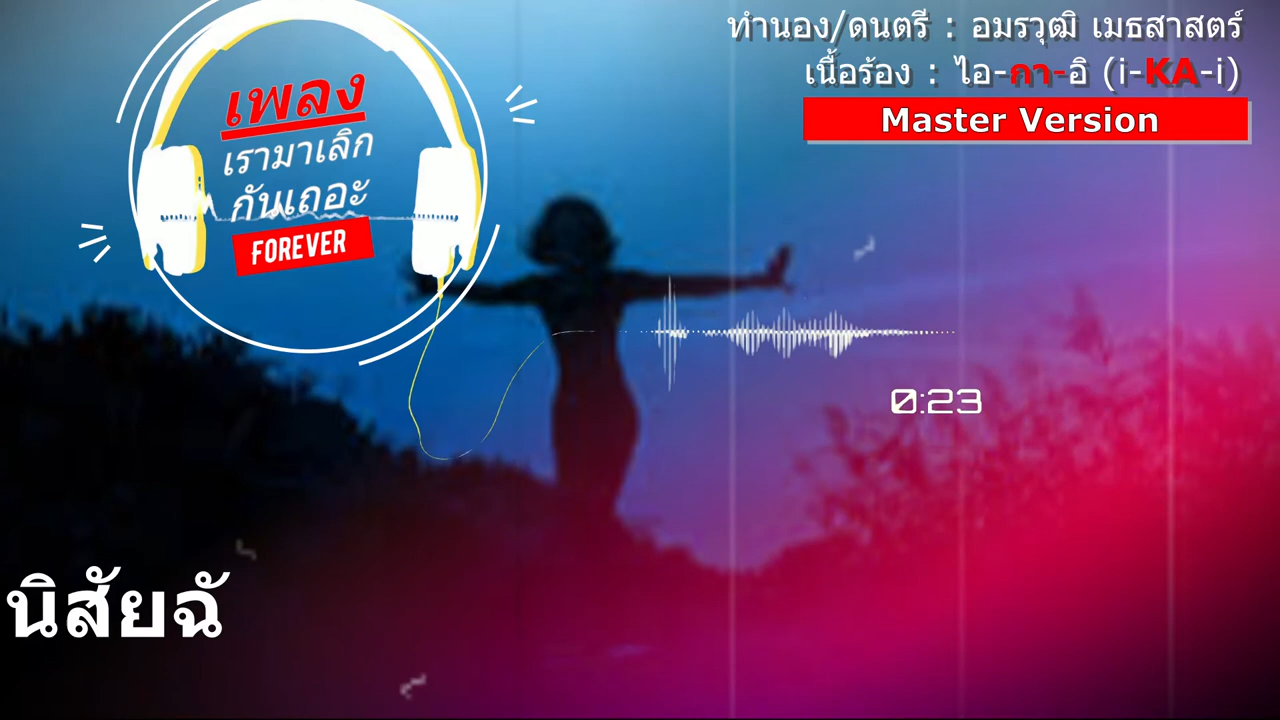 เพลง
เรามาเลิก
กันเถอะ
FOREVER
ทำนอง/ดนตรี : อมรวุฒิ เมธสาสตร์
เนื้อร้อง : ไอ-กา-อิ (i-KA-i)
Master Version
0:23
นิสัยฉั